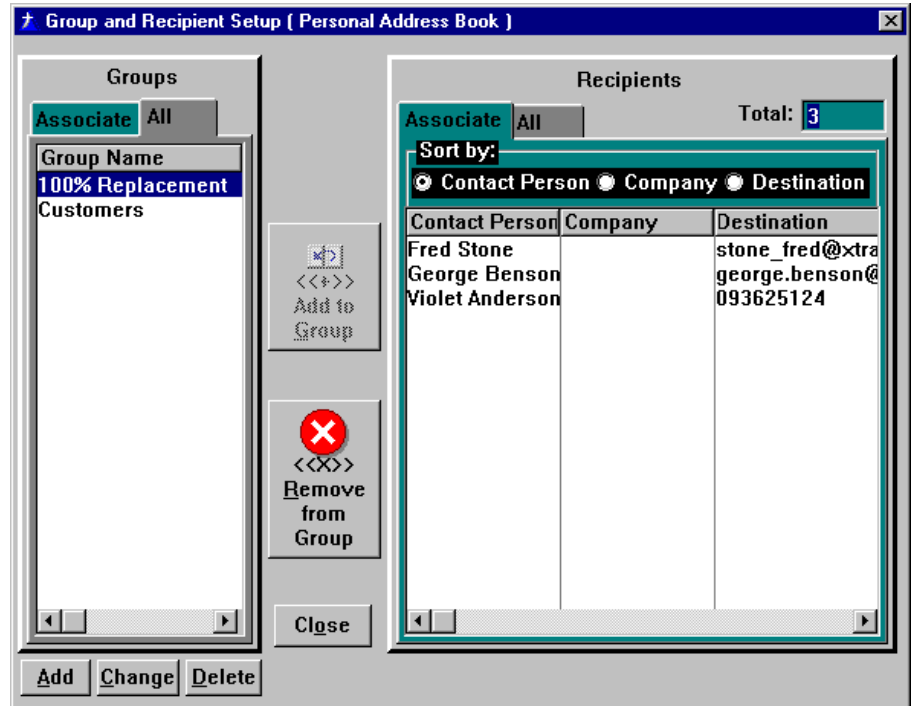 Group and Recipient Setup ( Personal Address Book )
Groups
Associate All
Group Name
100% Replacement
Customers
<<+>>
Add to
Group
<<X>>
Remove
from
Group
Close
Add Change Delete
Recipients
Total: 3
Associate All
Sort by:
Contact Person Company Destination
Contact Person Company Destination
Fred Stone stone_fred@xtra
George Benson george.benson@
Violet Anderson 093625124